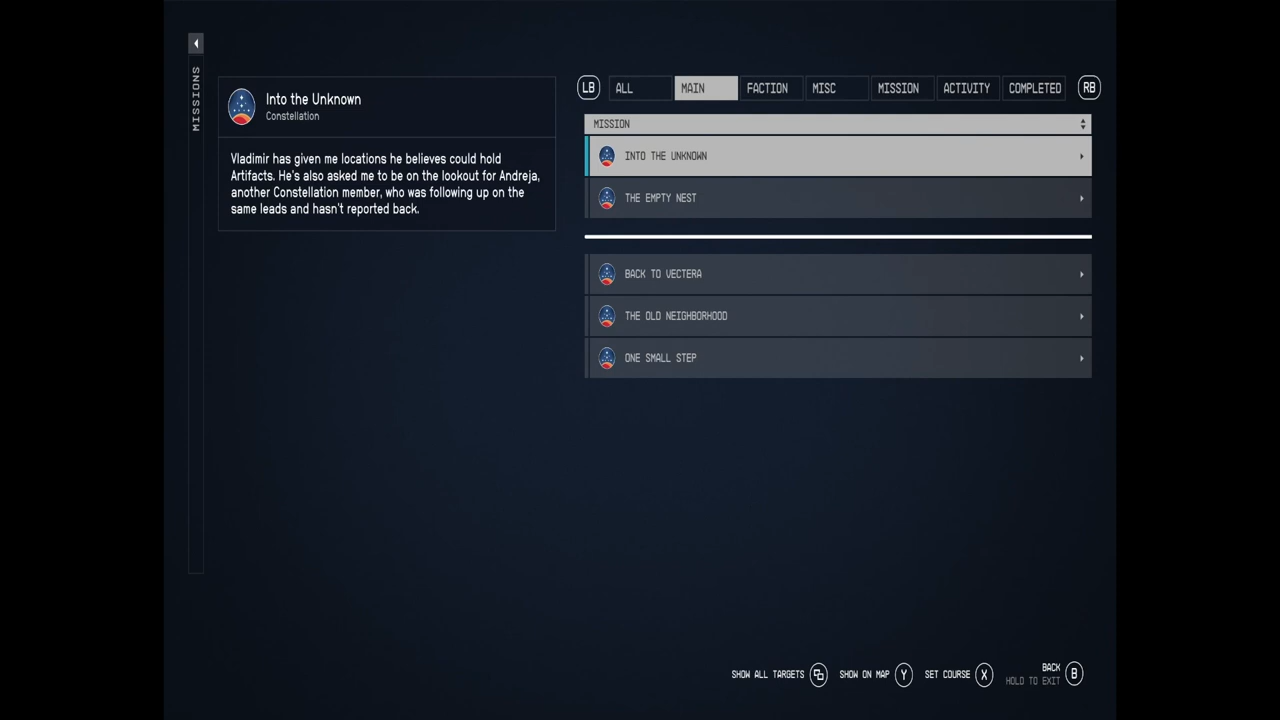 MISSIONS
Into the Unknown
Constellation
Vladimir has given me locations he believes could hold
Artifacts. He's also asked me to be on the lookout for Andreja,
another Constellation member, who was following up on the
same leads and hasn't reported back.
LB ALL MAIN FACTION MISC MISSION ACTIVITY COMPLETED RB
MISSION
INTO THE UNKNOWN
THE EMPTY NEST
BACK TO VECTERA
THE OLD NEIGHBORHOOD
ONE SMALL STEP
SHOW ALL TARGETS SHOW ON MAP Y SET COURSE X BACK B
HOLD TO EXIT